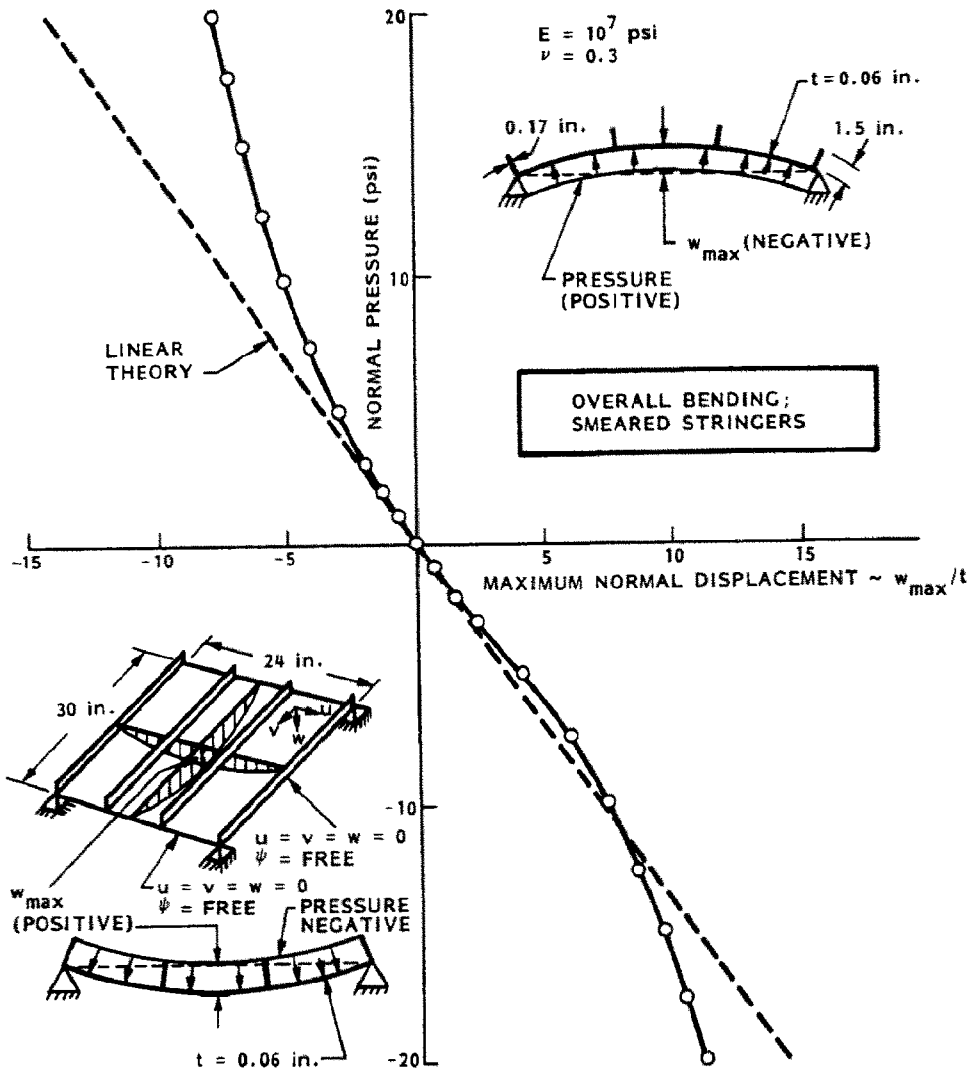 20
E = 10⁷ psi
ν = 0.3
t = 0.06 in.
0.17 in.
1.5 in.
NORMAL PRESSURE (psi)
w_max (NEGATIVE)
10
PRESSURE
(POSITIVE)
LINEAR
THEORY
OVERALL BENDING;
SMEARED STRINGERS
-15
-10
-5
0
5
10
15
MAXIMUM NORMAL DISPLACEMENT ~ w_max/t
24 in.
30 in.
u
v
w
-10
u = v = w = 0
ψ = FREE
u = v = w = 0
ψ = FREE
w_max
(POSITIVE)
PRESSURE
NEGATIVE
t = 0.06 in.
-20